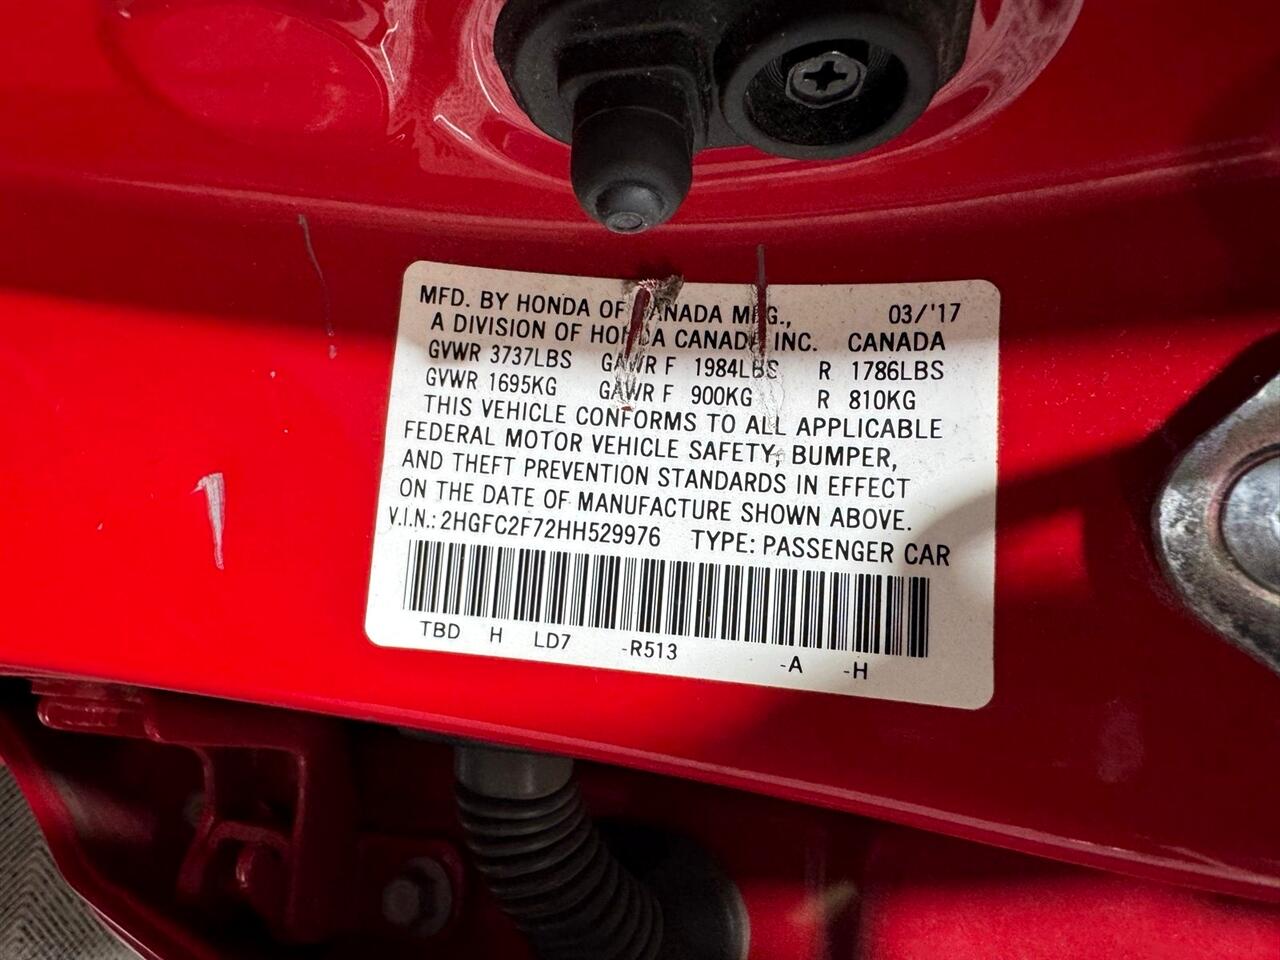 MFD. BY HONDA OF CANADA MFG., 03/'17
A DIVISION OF HONDA CANADA INC. CANADA
GVWR 3737LBS GAWR F 1984LBS R 1786LBS
GVWR 1695KG GAWR F 900KG R 810KG
THIS VEHICLE CONFORMS TO ALL APPLICABLE
FEDERAL MOTOR VEHICLE SAFETY, BUMPER,
AND THEFT PREVENTION STANDARDS IN EFFECT
ON THE DATE OF MANUFACTURE SHOWN ABOVE.
V.I.N.: 2HGFC2F72HH529976 TYPE: PASSENGER CAR
TBD H LD7 -R513 -A -H